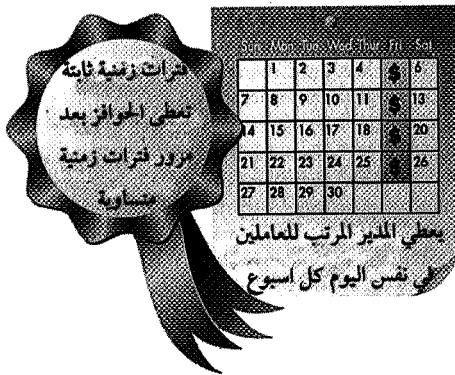 فترات زمنية ثابتة
تعطى الحوافز بعد
مرور فترات زمنية
متساوية
Sun Mon Tue Wed Thur Fri Sat
1 2 3 4 $ 6
7 8 9 10 11 $ 13
14 15 16 17 18 $ 20
21 22 23 24 25 $ 26
27 28 29 30
يعطي المدير المرتب للعاملين
في نفس اليوم كل اسبوع